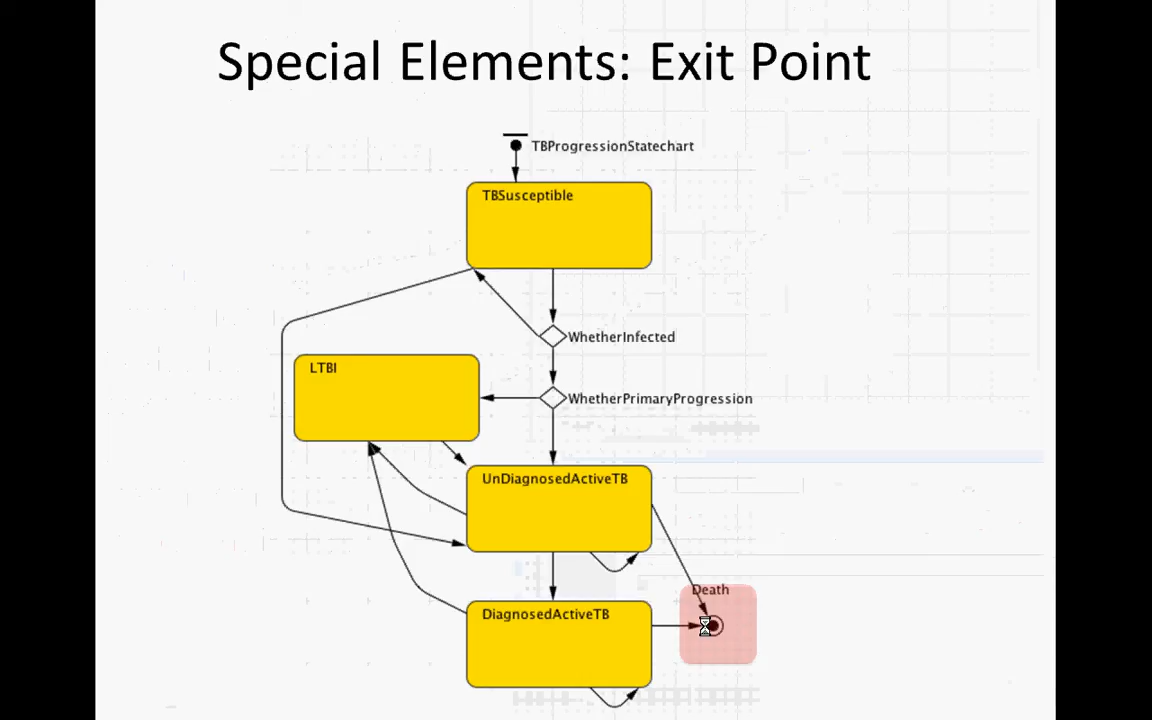 Special Elements: Exit Point
TBProgressionStatechart
TBSusceptible
WhetherInfected
LTBI
WhetherPrimaryProgression
UnDiagnosedActiveTB
Death
DiagnosedActiveTB